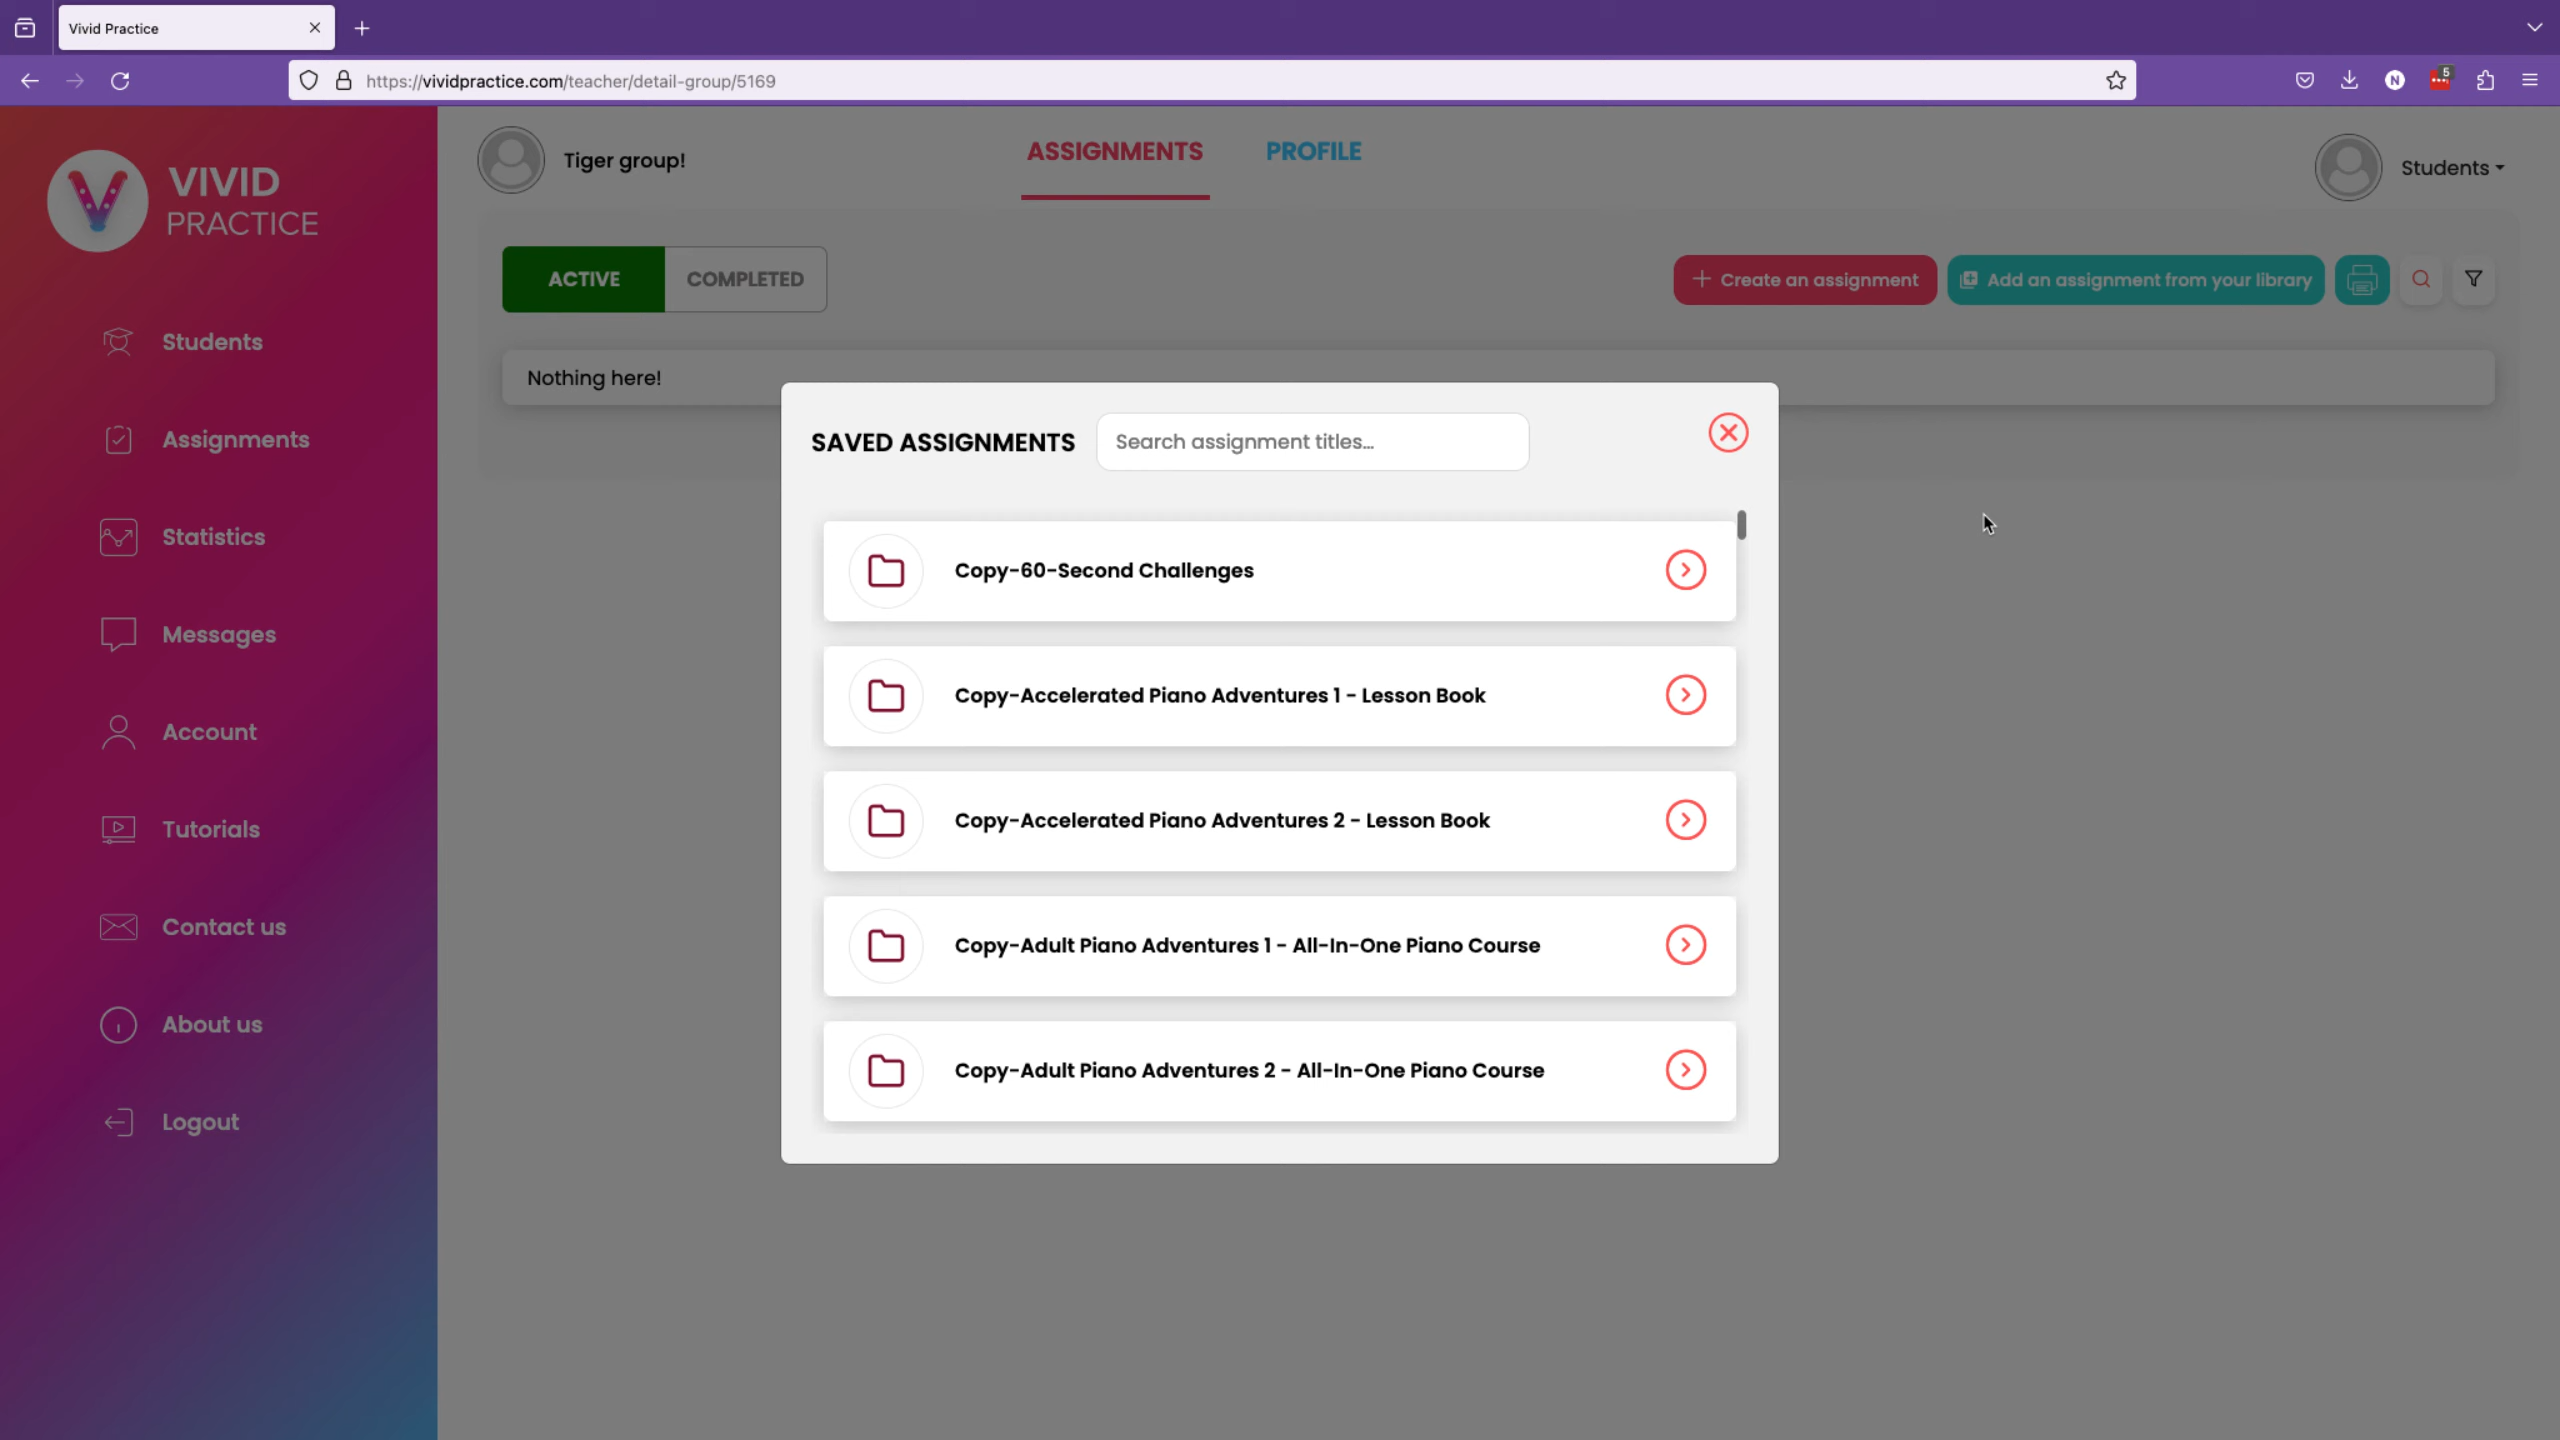 Vivid Practice
https://vividpractice.com/teacher/detail-group/5169
N
5
VIVID
PRACTICE
Students
Assignments
Statistics
Messages
Account
Tutorials
Contact us
About us
Logout
Tiger group!
ASSIGNMENTS
PROFILE
Students
ACTIVE
COMPLETED
Create an assignment
Add an assignment from your library
Nothing here!
SAVED ASSIGNMENTS
Search assignment titles...
Copy-60-Second Challenges
Copy-Accelerated Piano Adventures 1 - Lesson Book
Copy-Accelerated Piano Adventures 2 - Lesson Book
Copy-Adult Piano Adventures 1 - All-In-One Piano Course
Copy-Adult Piano Adventures 2 - All-In-One Piano Course